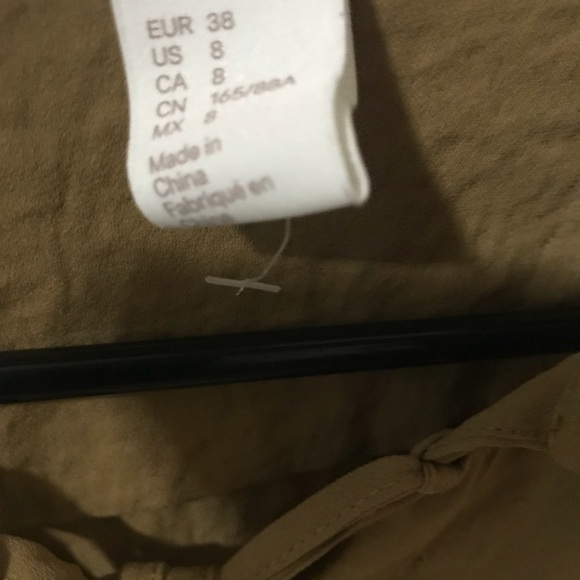 EUR 38
US 8
CA 8
CN 165/88A
MX 8
Made in
China
Fabriqué en